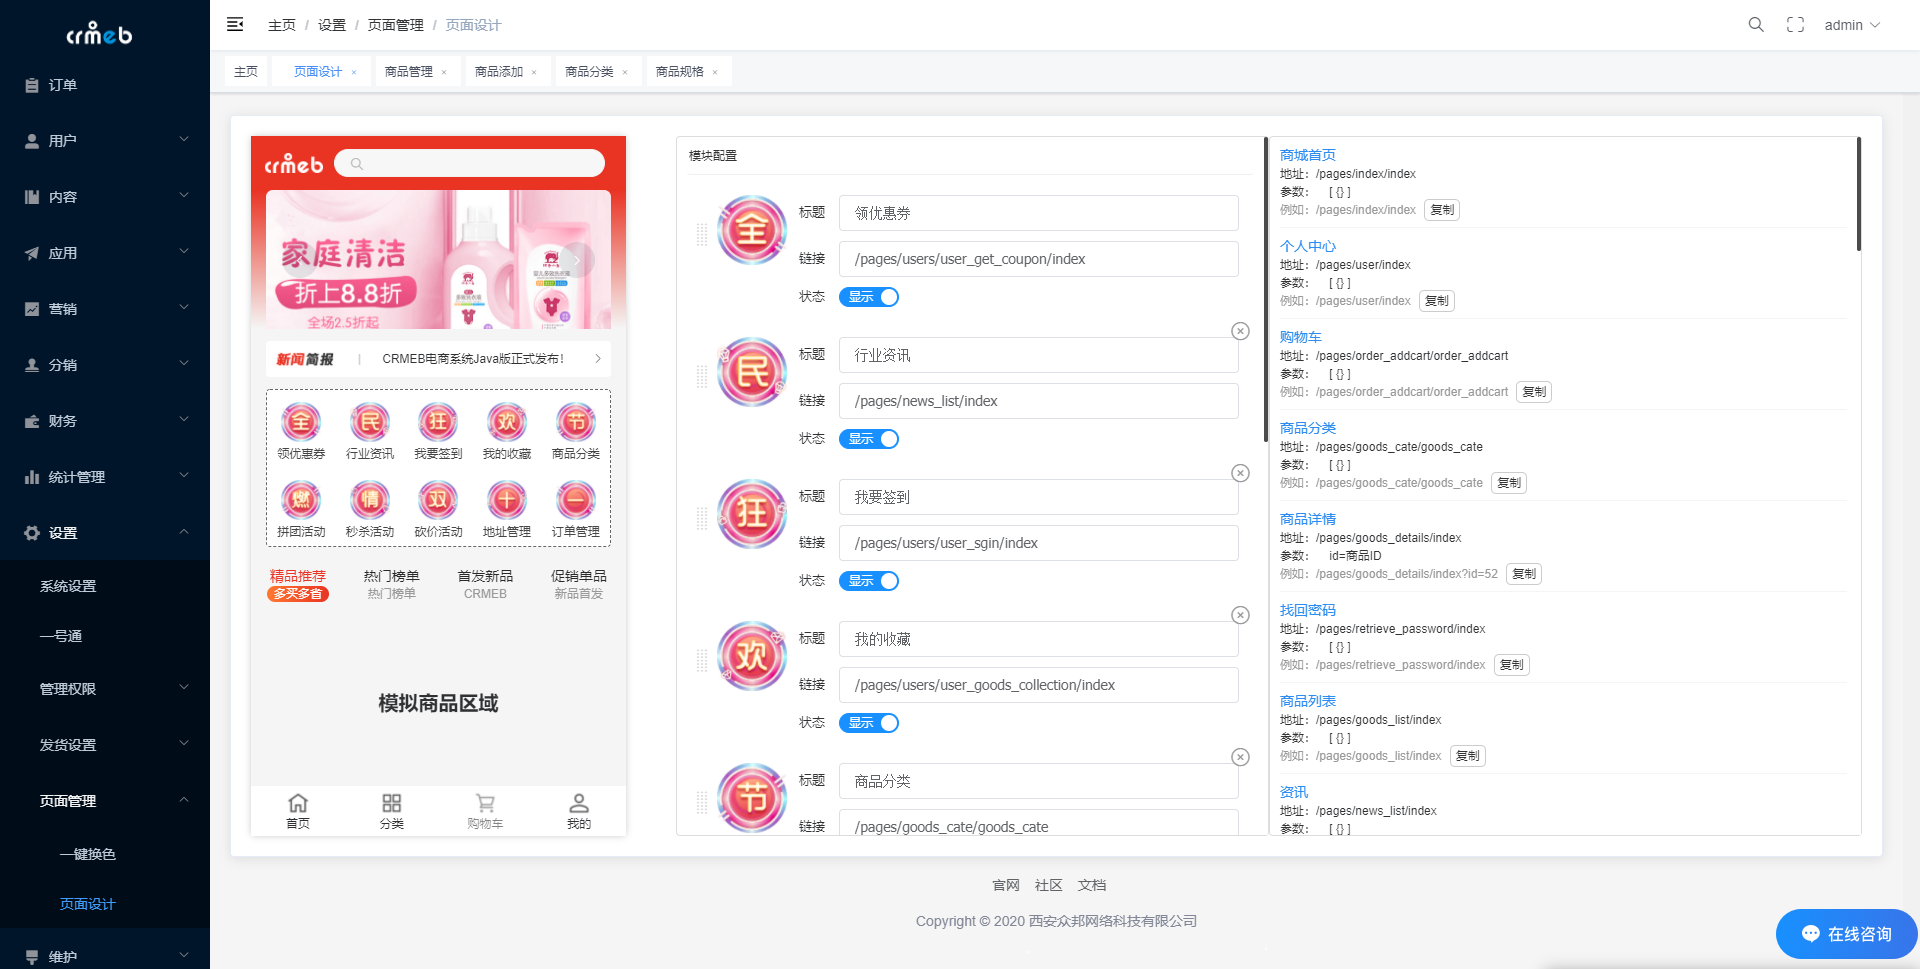 crmeb
主页 / 设置 / 页面管理 / 页面设计
admin
主页 页面设计 × 商品管理 × 商品添加 × 商品分类 × 商品规格 ×
订单
用户
内容
应用
营销
分销
财务
统计管理
设置
系统设置
一号通
管理权限
发货设置
页面管理
一键换色
页面设计
维护
crmeb
家庭清洁
折上8.8折
全场2.5折起
新闻简报 | CRMEB电商系统Java版正式发布！
全 民 狂 欢 节
领优惠券 行业资讯 我要签到 我的收藏 商品分类
燃 情 双 十 一
拼团活动 秒杀活动 砍价活动 地址管理 订单管理
精品推荐 热门榜单 首发新品 促销单品
多买多省 热门榜单 CRMEB 新品首发
模拟商品区域
首页 分类 购物车 我的
模块配置
全
标题 领优惠券
链接 /pages/users/user_get_coupon/index
状态 显示
民
标题 行业资讯
链接 /pages/news_list/index
状态 显示
狂
标题 我要签到
链接 /pages/users/user_sgin/index
状态 显示
欢
标题 我的收藏
链接 /pages/users/user_goods_collection/index
状态 显示
节
标题 商品分类
链接 /pages/goods_cate/goods_cate
商城首页
地址：/pages/index/index
参数： [ {} ]
例如：/pages/index/index 复制
个人中心
地址：/pages/user/index
参数： [ {} ]
例如：/pages/user/index 复制
购物车
地址：/pages/order_addcart/order_addcart
参数： [ {} ]
例如：/pages/order_addcart/order_addcart 复制
商品分类
地址：/pages/goods_cate/goods_cate
参数： [ {} ]
例如：/pages/goods_cate/goods_cate 复制
商品详情
地址：/pages/goods_details/index
参数： id=商品ID
例如：/pages/goods_details/index?id=52 复制
找回密码
地址：/pages/retrieve_password/index
参数： [ {} ]
例如：/pages/retrieve_password/index 复制
商品列表
地址：/pages/goods_list/index
参数： [ {} ]
例如：/pages/goods_list/index 复制
资讯
地址：/pages/news_list/index
参数： [ {} ]
官网 社区 文档
Copyright © 2020 西安众邦网络科技有限公司
在线咨询